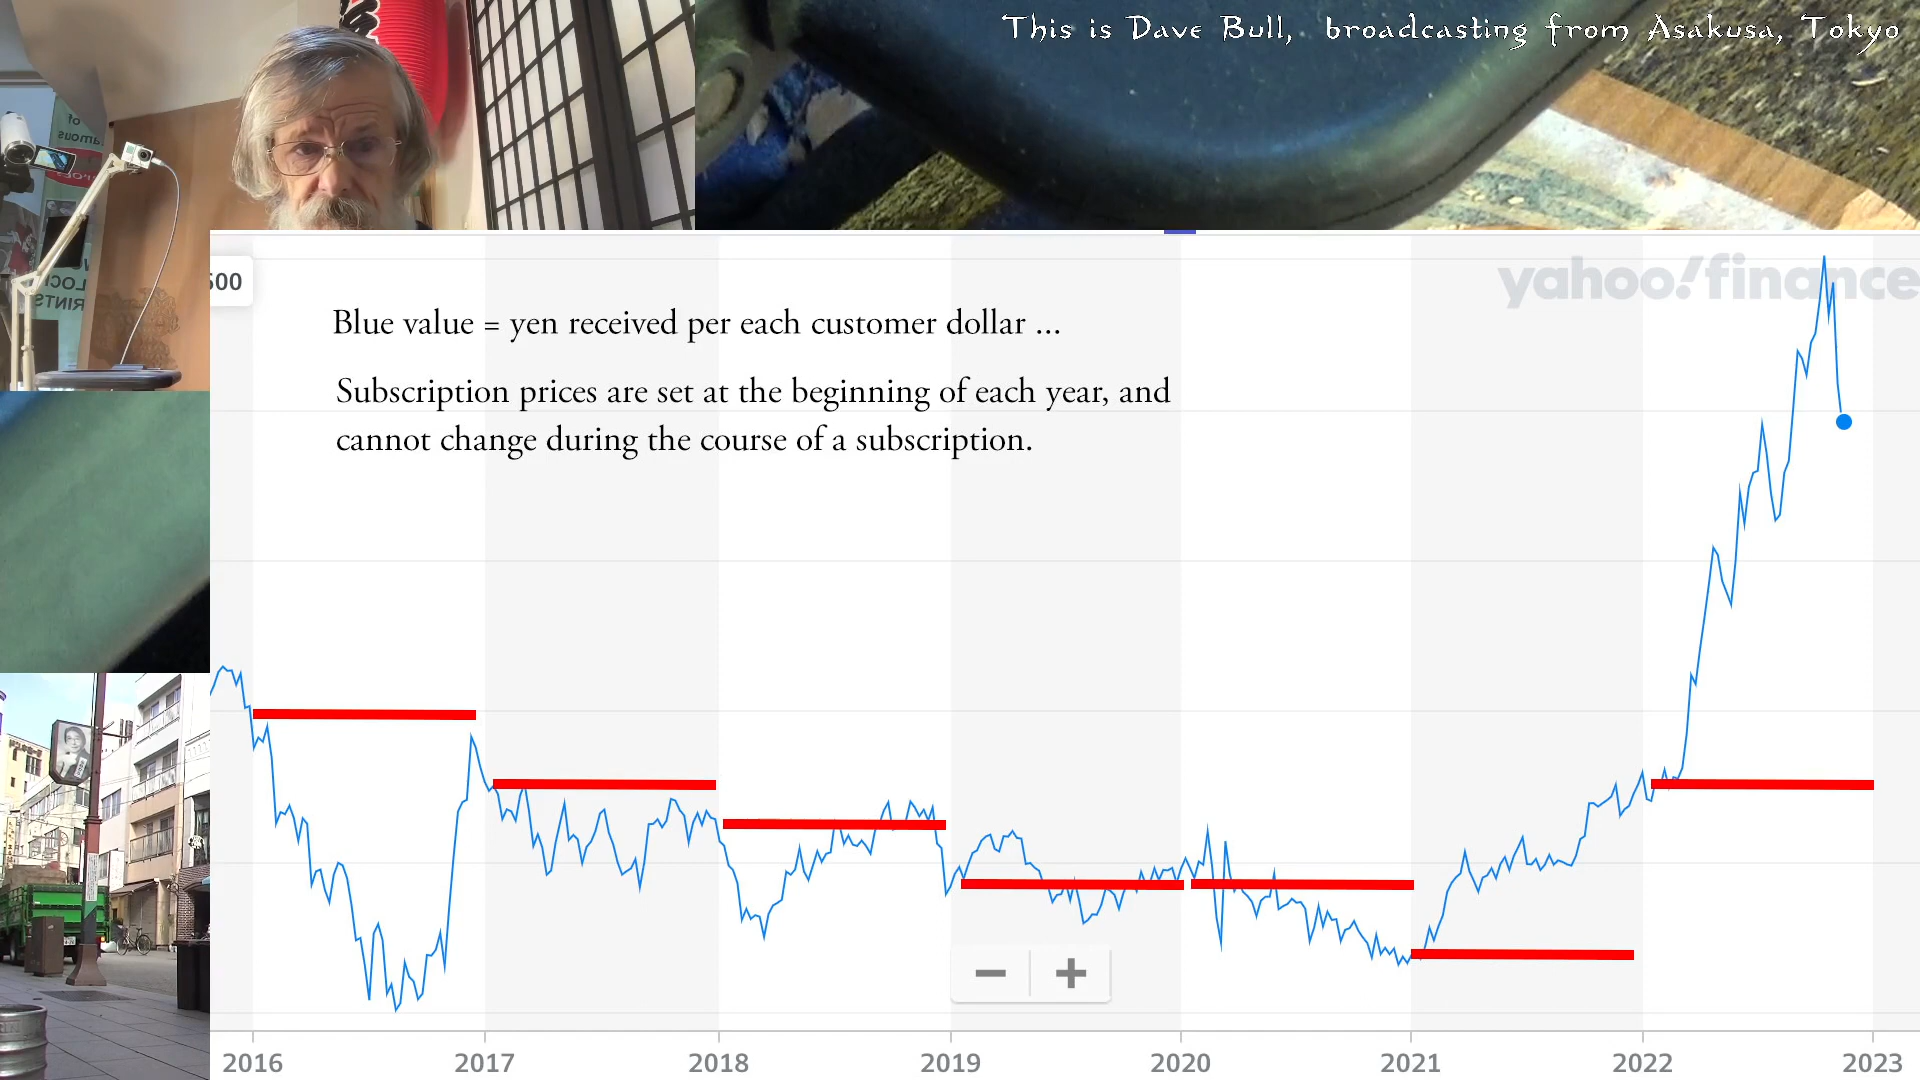 This is Dave Bull, broadcasting from Asakusa, Tokyo
yahoo!finance
500
Blue value = yen received per each customer dollar ...
Subscription prices are set at the beginning of each year, and
cannot change during the course of a subscription.
2016 2017 2018 2019 2020 2021 2022 2023